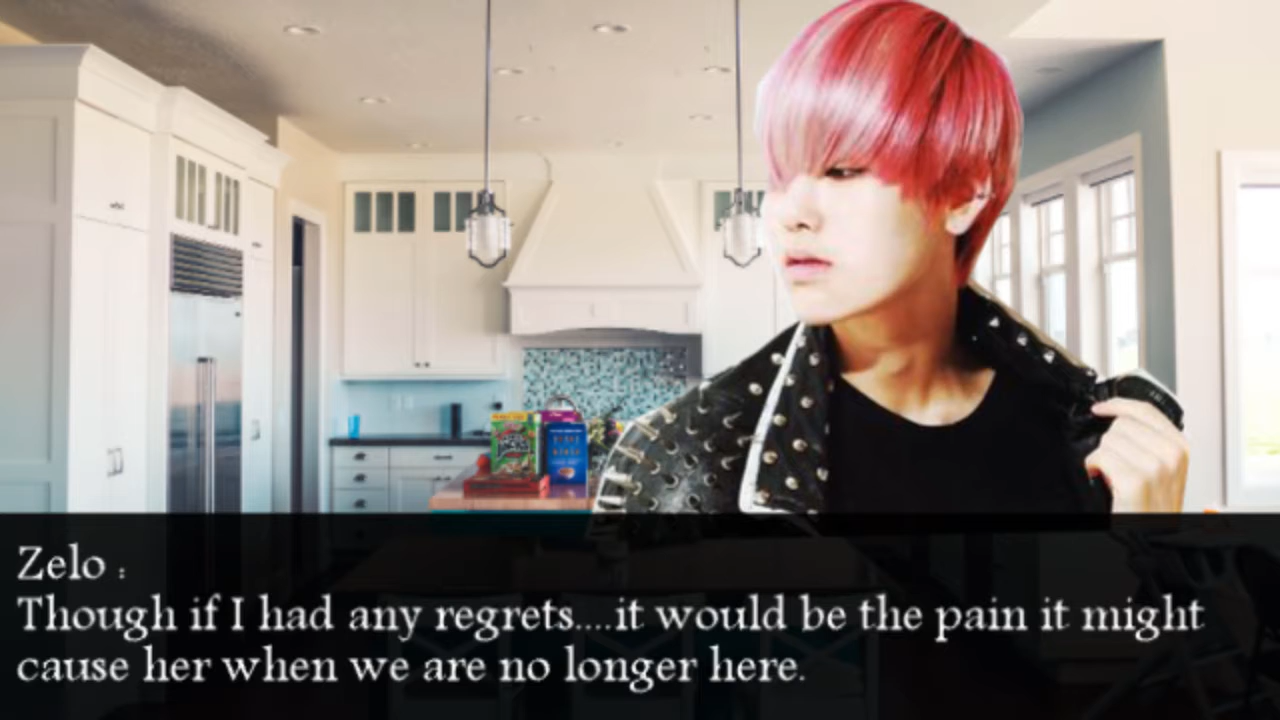 Zelo :
Though if I had any regrets....it would be the pain it might
cause her when we are no longer here.